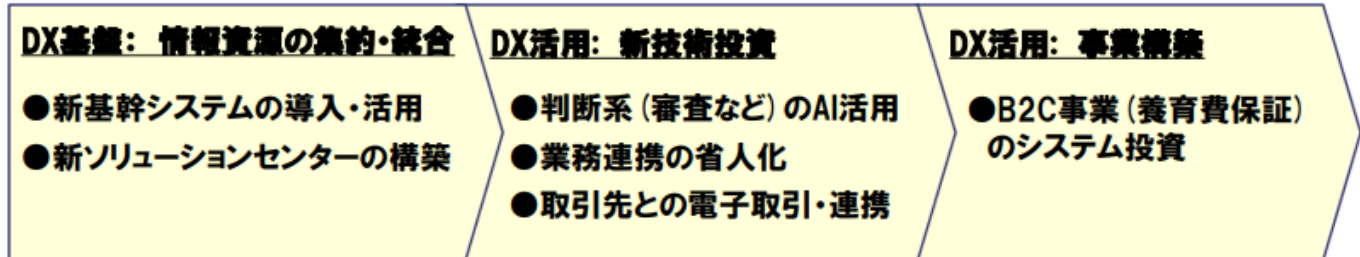 DX基盤: 情報資源の集約・統合
●新基幹システムの導入・活用
●新ソリューションセンターの構築
DX活用: 新技術投資
●判断系(審査など)のAI活用
●業務連携の省人化
●取引先との電子取引・連携
DX活用: 事業構築
●B2C事業(養育費保証)
のシステム投資